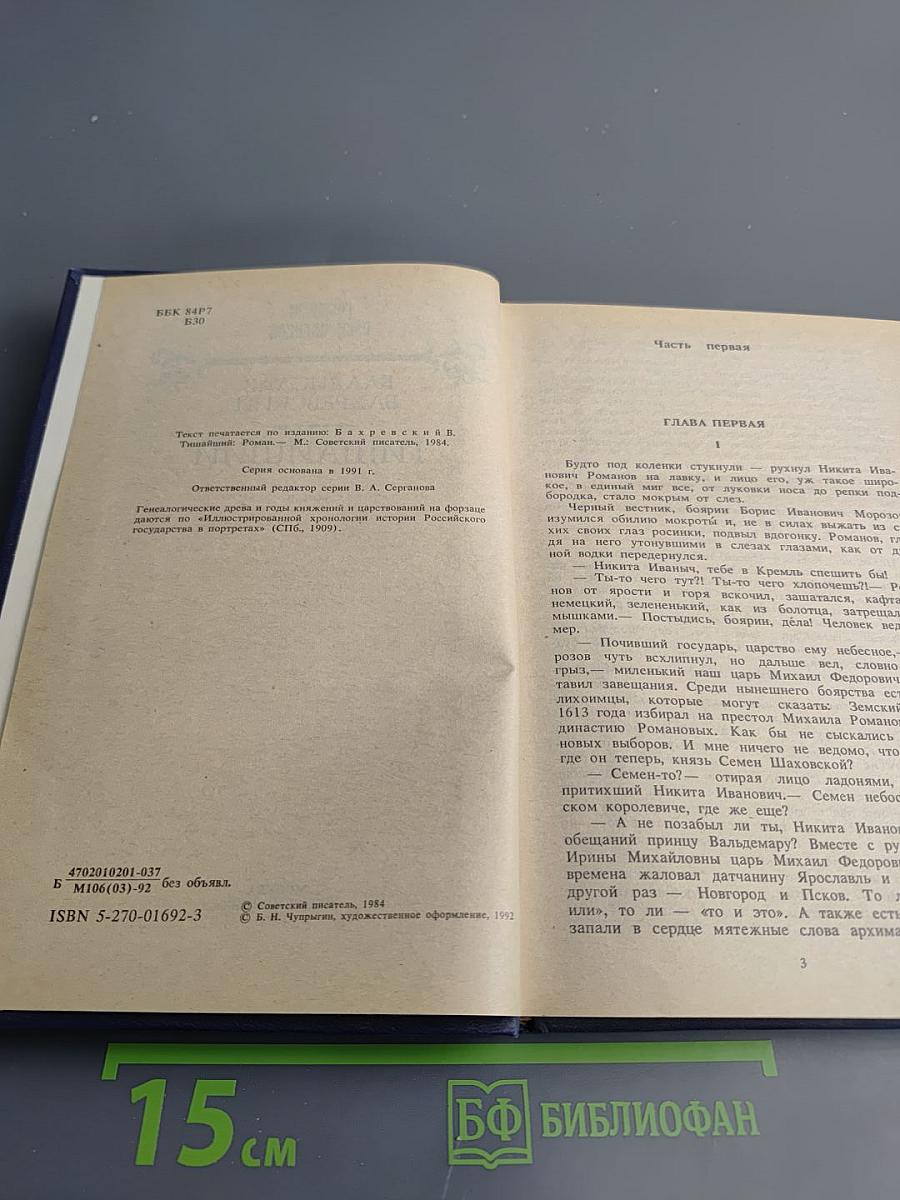 ББК 84Р7
Б30
Текст печатается по изданию: Бахревский В.
Тишайший: Роман.— М.: Советский писатель, 1984.
Серия основана в 1991 г.
Ответственный редактор серии В. А. Серганова
Генеалогические древа и годы княжений и царствований на форзаце
даются по «Иллюстрированной хронологии истории Российского
государства в портретах» (СПб., 1909).
Б 4702010201-037
М106(03)-92 без объявл.
ISBN 5-270-01692-3
© Советский писатель, 1984
© Б. Н. Чупрыгин, художественное оформление, 1992
Часть первая
ГЛАВА ПЕРВАЯ
1
Будто под коленки стукнули — рухнул Никита Ива-
нович Романов на лавку, и лицо его, уж такое широ-
кое, в единый миг все, от луковки носа до репки под-
бородка, стало мокрым от слез.
Черный вестник, боярин Борис Иванович Морозо
изумился обилию мокроты и, не в силах выжать из с
хих своих глаз росинки, подвыл вдогонку. Романов, гл
дя на него утонувшими в слезах глазами, как от д
ной водки передернулся.
— Никита Иваныч, тебе в Кремль спешить бы!
— Ты-то чего тут?! Ты-то чего хлопочешь?!— Р
нов от ярости и горя вскочил, зашатался, кафта
немецкий, зелененький, как из болотца, затрещал
мышками.— Постыдись, боярин, дела! Человек вед
мер.
— Почивший государь, царство ему небесное,—
розов чуть всхлипнул, но дальше вел, словно
грыз,— миленький наш царь Михаил Федорович
тавил завещания. Среди нынешнего боярства ест
лихоимцы, которые могут сказать: Земский
1613 года избирал на престол Михаила Романо
династию Романовых. Как бы не сыскались
новых выборов. И мне ничего не ведомо, что
где он теперь, князь Семен Шаховской?
— Семен-то?— отирая лицо ладонями,
притихший Никита Иванович.— Семен небос
ском королевиче, где же еще?
— А не позабыл ли ты, Никита Ивано
обещаний принцу Вальдемару? Вместе с ру
Ирины Михайловны царь Михаил Федоров
времена жаловал датчанину Ярославль и
другой раз — Новгород и Псков. То л
или», то ли — «то и это». А также есть
запали в сердце мятежные слова архима
3
15 см
БФ БИБЛИОФАН